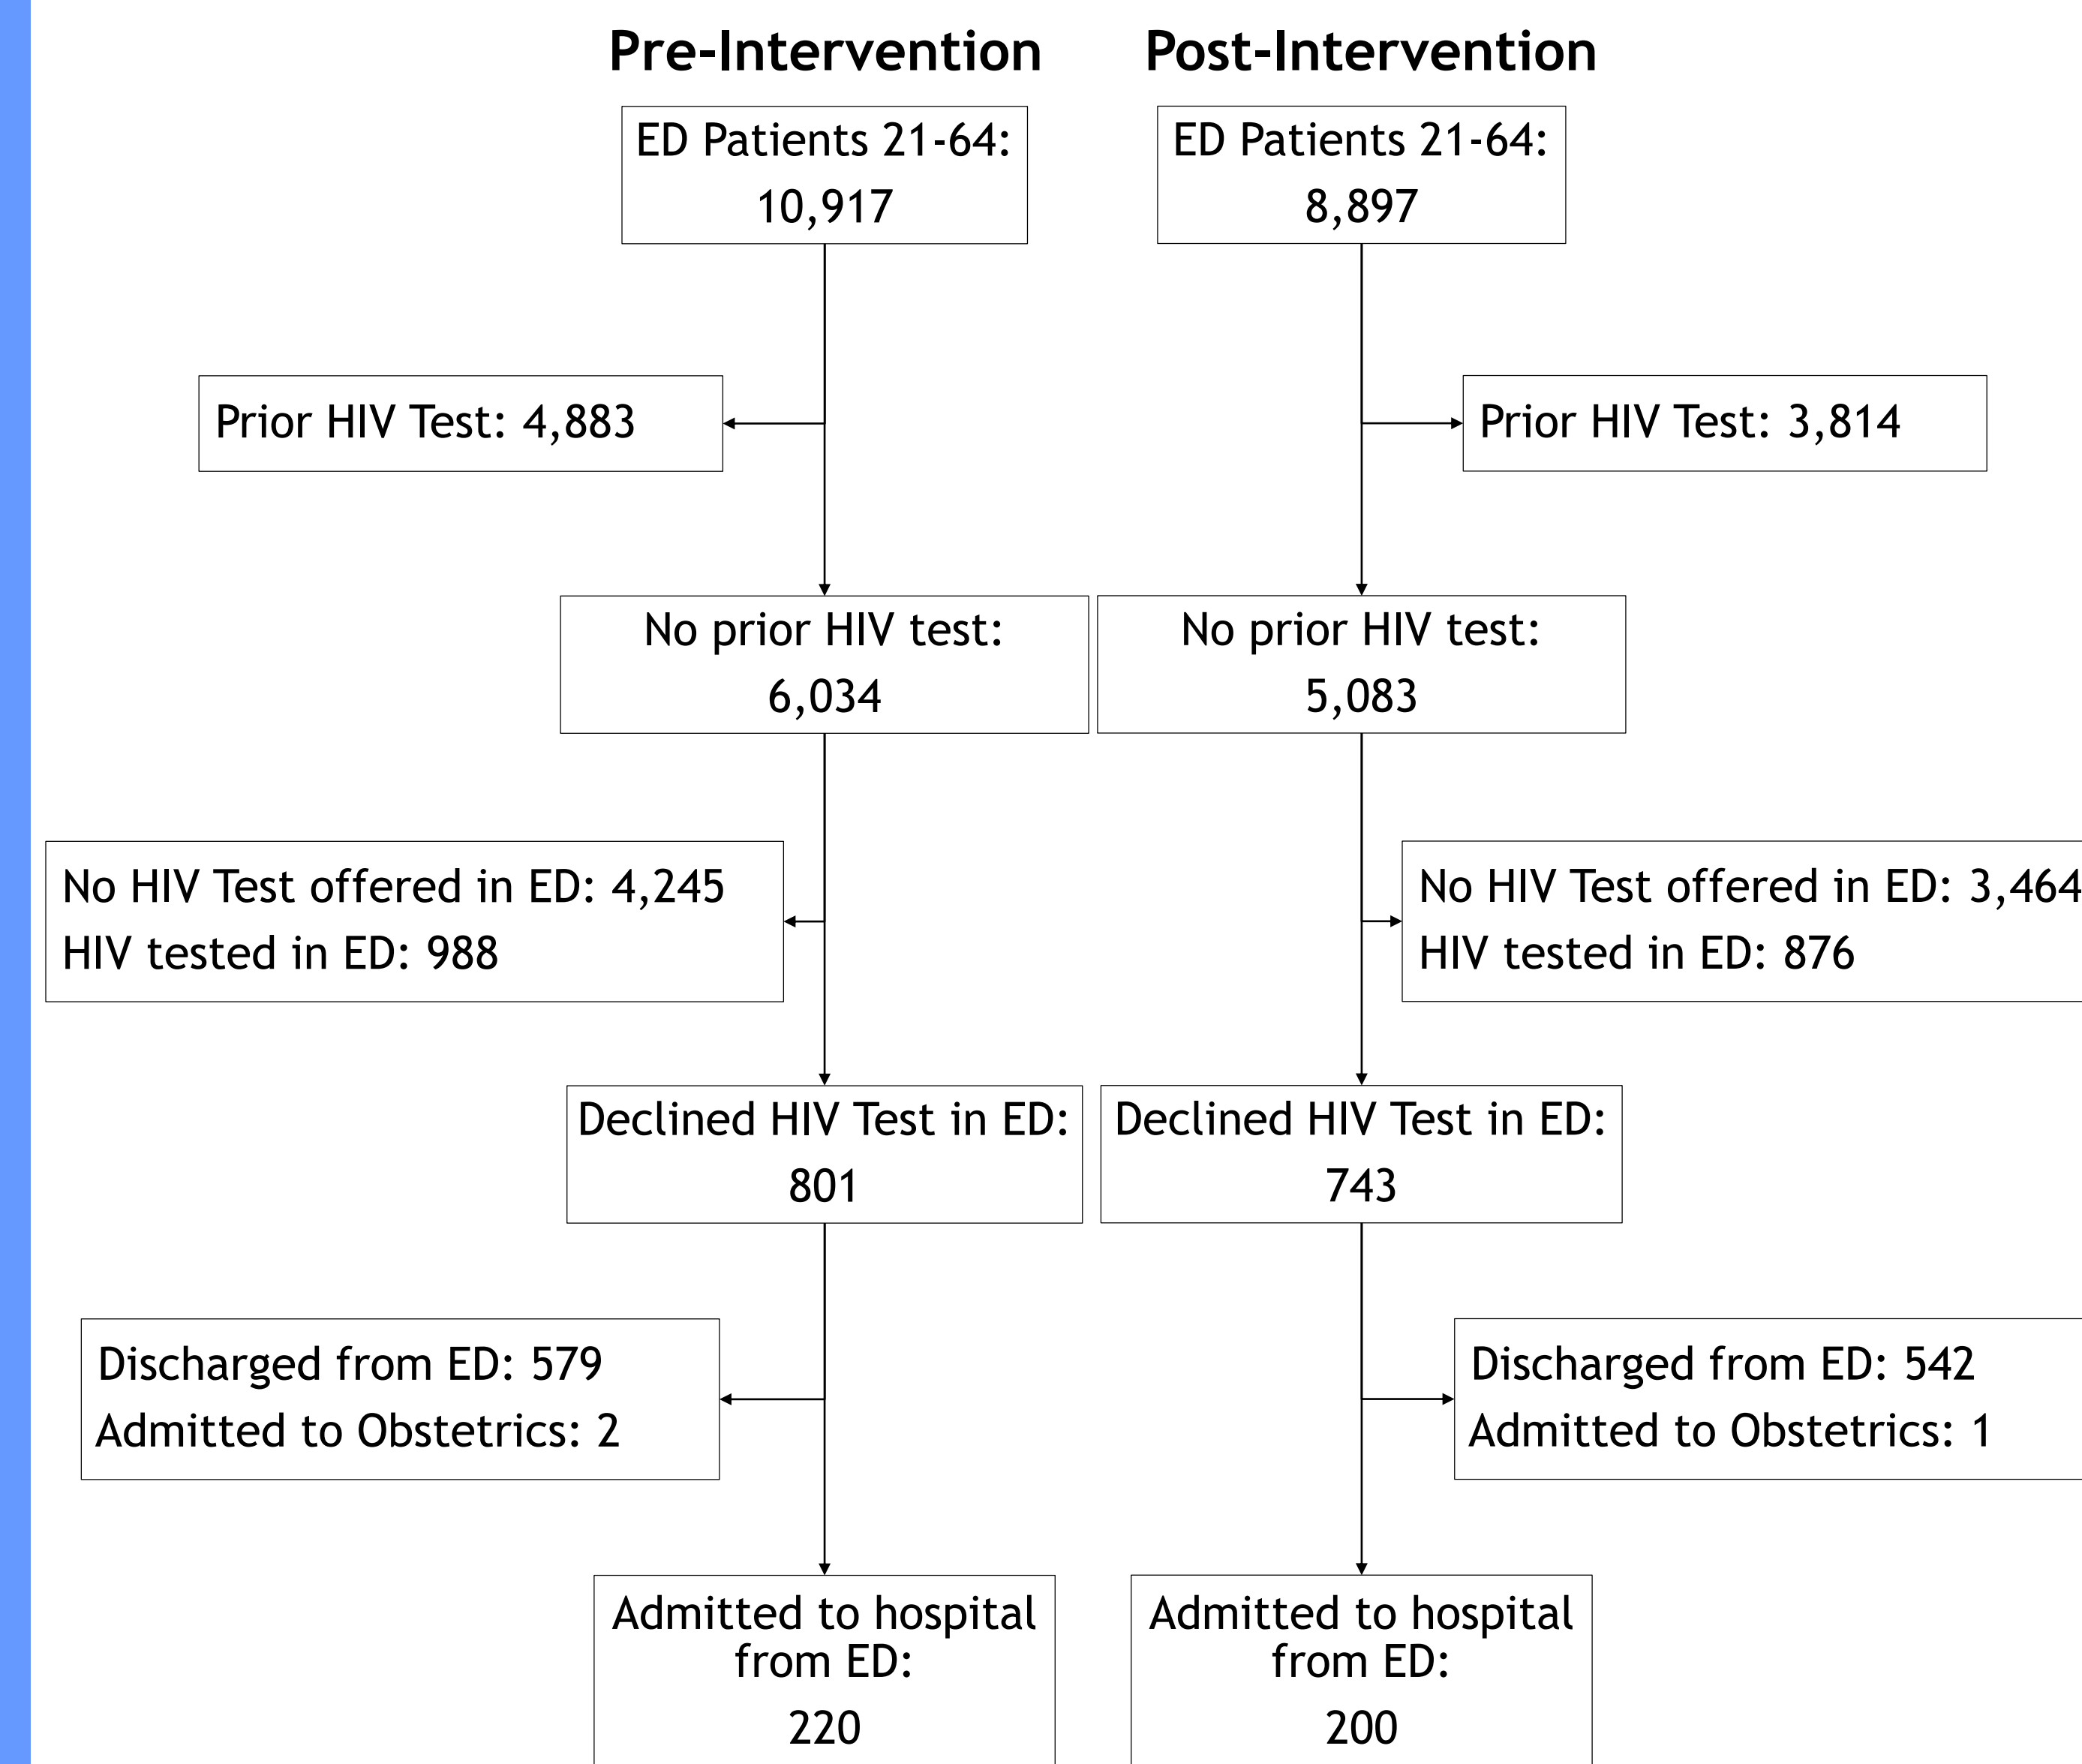 Pre-Intervention
Post-Intervention
ED Patients 21-64:
10,917
ED Patients 21-64:
8,897
Prior HIV Test: 4,883
Prior HIV Test: 3,814
No prior HIV test:
6,034
No prior HIV test:
5,083
No HIV Test offered in ED: 4,245
HIV tested in ED: 988
No HIV Test offered in ED: 3,464
HIV tested in ED: 876
Declined HIV Test in ED:
801
Declined HIV Test in ED:
743
Discharged from ED: 579
Admitted to Obstetrics: 2
Discharged from ED: 542
Admitted to Obstetrics: 1
Admitted to hospital
from ED:
220
Admitted to hospital
from ED:
200